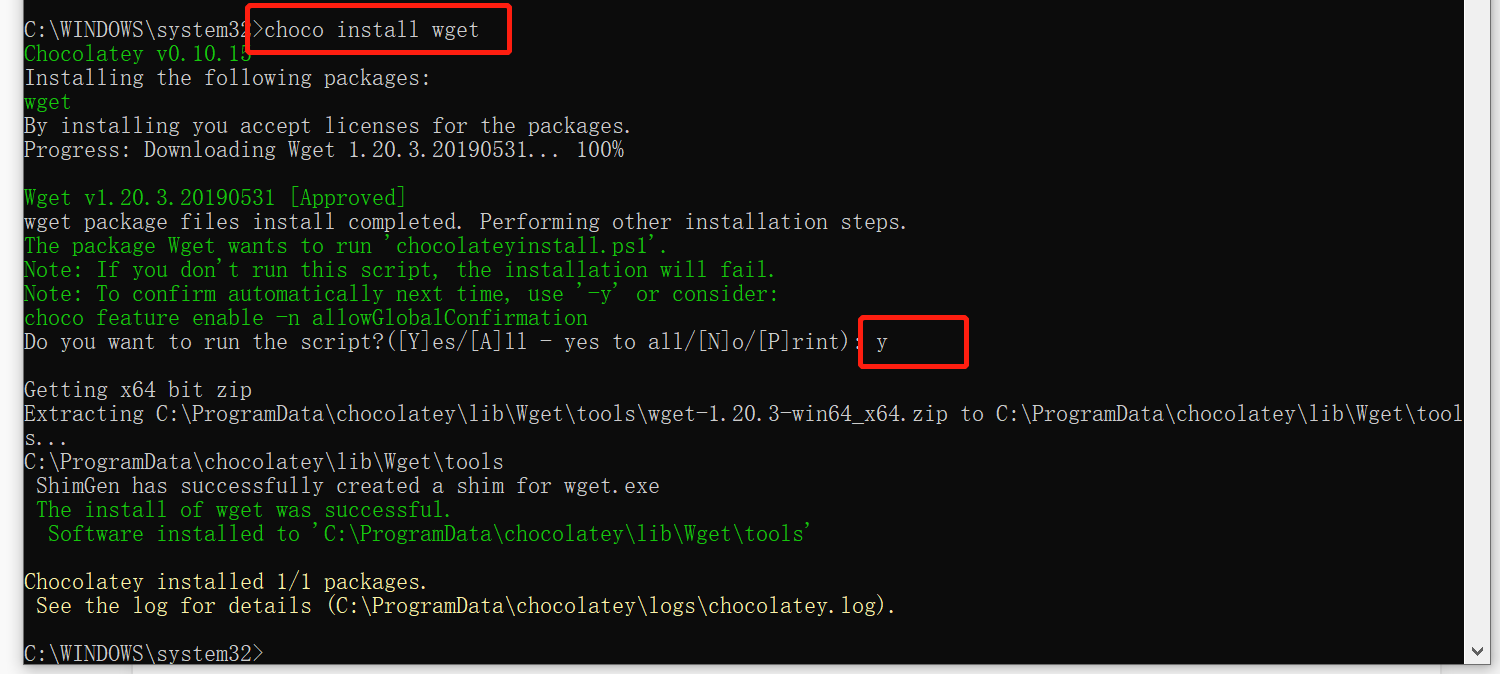 C:\WINDOWS\system32>choco install wget
Chocolatey v0.10.15
Installing the following packages:
wget
By installing you accept licenses for the packages.
Progress: Downloading Wget 1.20.3.20190531... 100%
Wget v1.20.3.20190531 [Approved]
wget package files install completed. Performing other installation steps.
The package Wget wants to run 'chocolateyinstall.ps1'.
Note: If you don't run this script, the installation will fail.
Note: To confirm automatically next time, use '-y' or consider:
choco feature enable -n allowGlobalConfirmation
Do you want to run the script?([Y]es/[A]ll - yes to all/[N]o/[P]rint): y
Getting x64 bit zip
Extracting C:\ProgramData\chocolatey\lib\Wget\tools\wget-1.20.3-win64_x64.zip to C:\ProgramData\chocolatey\lib\Wget\tool
s...
C:\ProgramData\chocolatey\lib\Wget\tools
ShimGen has successfully created a shim for wget.exe
The install of wget was successful.
Software installed to 'C:\ProgramData\chocolatey\lib\Wget\tools'
Chocolatey installed 1/1 packages.
See the log for details (C:\ProgramData\chocolatey\logs\chocolatey.log).
C:\WINDOWS\system32>